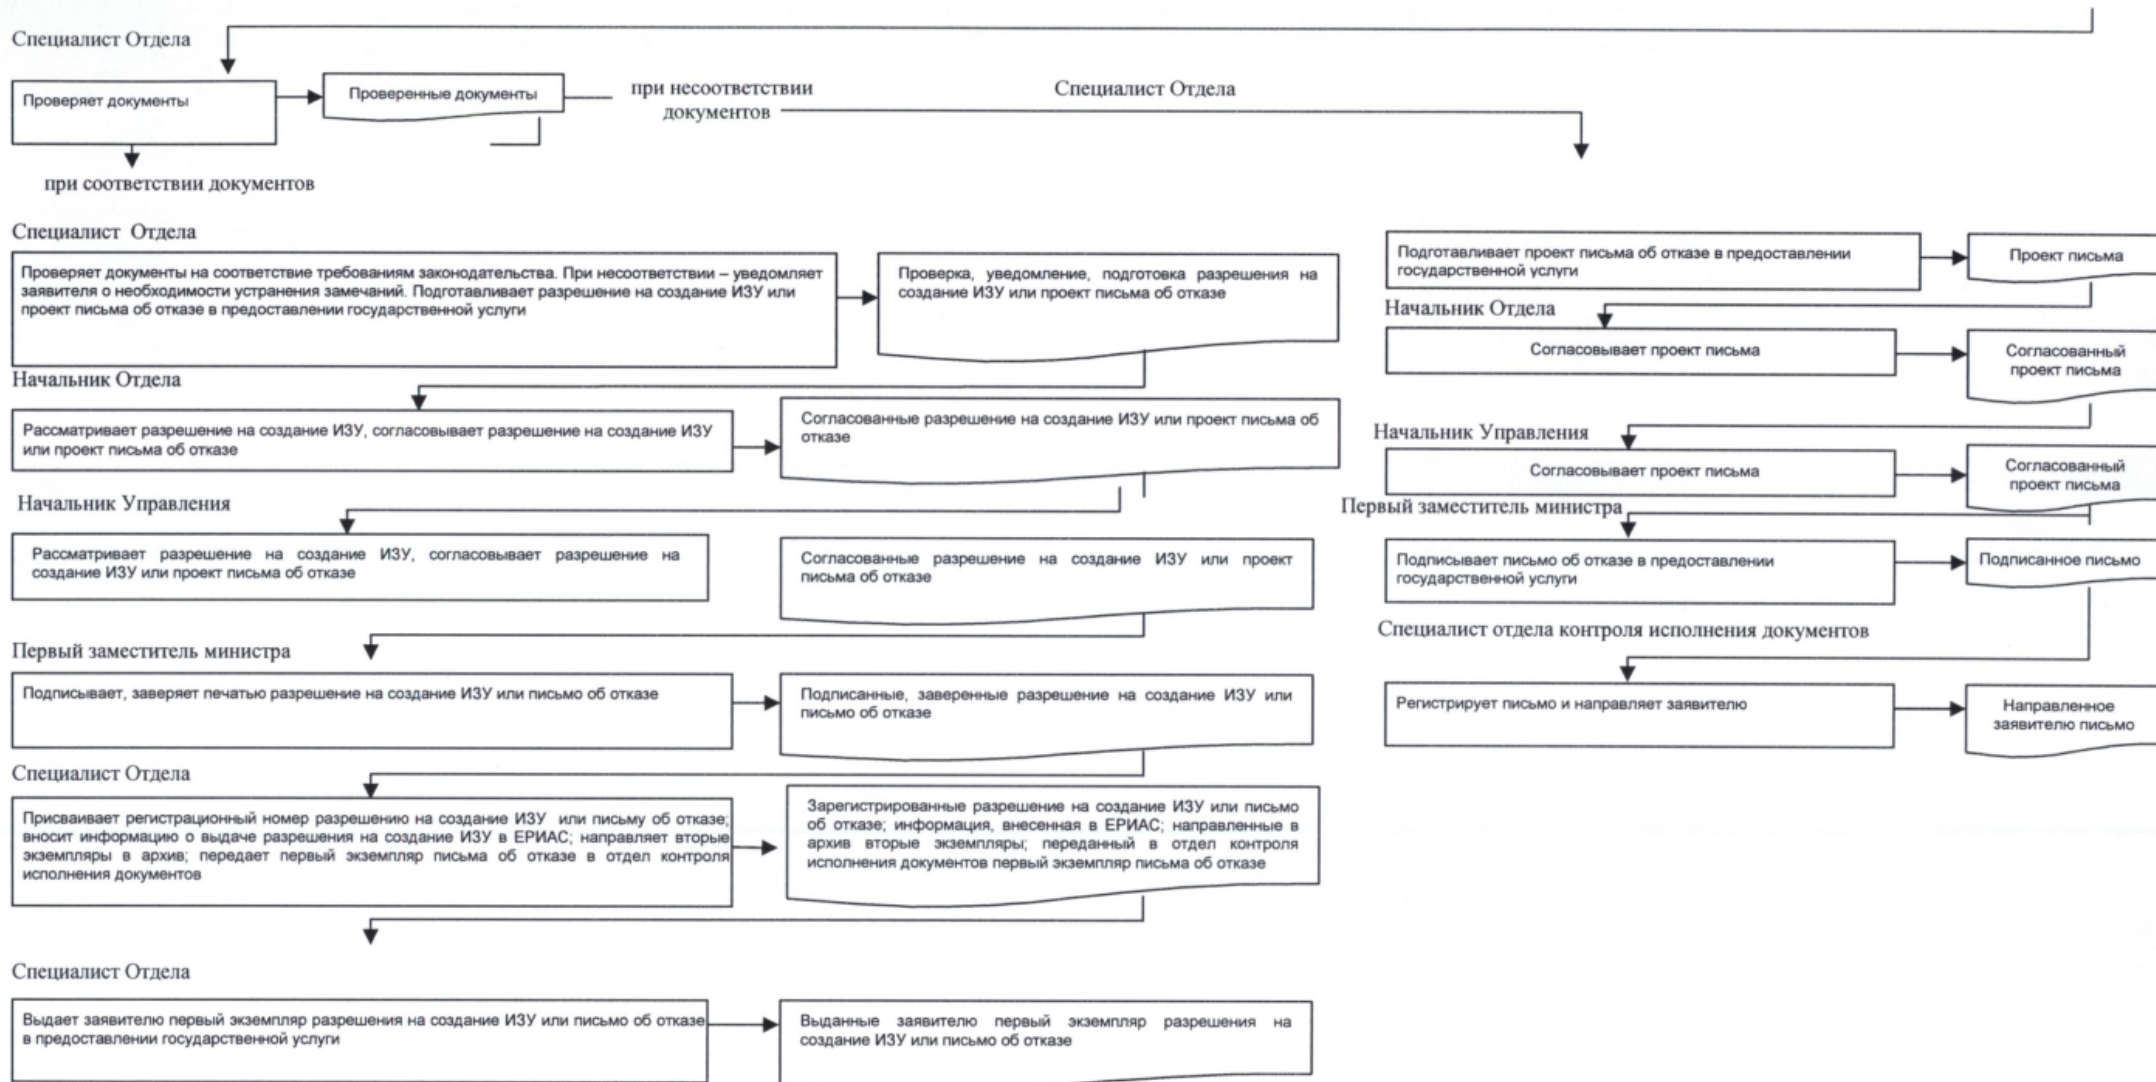 Специалист Отдела
Проверяет документы
Проверенные документы
при несоответствии
документов
Специалист Отдела
при соответствии документов
Специалист Отдела
Проверяет документы на соответствие требованиям законодательства. При несоответствии – уведомляет
заявителя о необходимости устранения замечаний. Подготавливает разрешение на создание ИЗУ или
проект письма об отказе в предоставлении государственной услуги
Проверка, уведомление, подготовка разрешения на
создание ИЗУ или проект письма об отказе
Начальник Отдела
Рассматривает разрешение на создание ИЗУ, согласовывает разрешение на создание ИЗУ
или проект письма об отказе
Согласованные разрешение на создание ИЗУ или проект письма об
отказе
Начальник Управления
Рассматривает разрешение на создание ИЗУ, согласовывает разрешение на
создание ИЗУ или проект письма об отказе
Согласованные разрешение на создание ИЗУ или проект
письма об отказе
Первый заместитель министра
Подписывает, заверяет печатью разрешение на создание ИЗУ или письмо об отказе
Подписанные, заверенные разрешение на создание ИЗУ или
письмо об отказе
Специалист Отдела
Присваивает регистрационный номер разрешению на создание ИЗУ или письму об отказе;
вносит информацию о выдаче разрешения на создание ИЗУ в ЕРИАС; направляет вторые
экземпляры в архив; передает первый экземпляр письма об отказе в отдел контроля
исполнения документов
Зарегистрированные разрешение на создание ИЗУ или письмо
об отказе; информация, внесенная в ЕРИАС; направленные в
архив вторые экземпляры; переданный в отдел контроля
исполнения документов первый экземпляр письма об отказе
Специалист Отдела
Выдает заявителю первый экземпляр разрешения на создание ИЗУ или письмо об отказе
в предоставлении государственной услуги
Выданные заявителю первый экземпляр разрешения на
создание ИЗУ или письмо об отказе
Подготавливает проект письма об отказе в предоставлении
государственной услуги
Проект письма
Начальник Отдела
Согласовывает проект письма
Согласованный
проект письма
Начальник Управления
Согласовывает проект письма
Согласованный
проект письма
Первый заместитель министра
Подписывает письмо об отказе в предоставлении
государственной услуги
Подписанное письмо
Специалист отдела контроля исполнения документов
Регистрирует письмо и направляет заявителю
Направленное
заявителю письмо